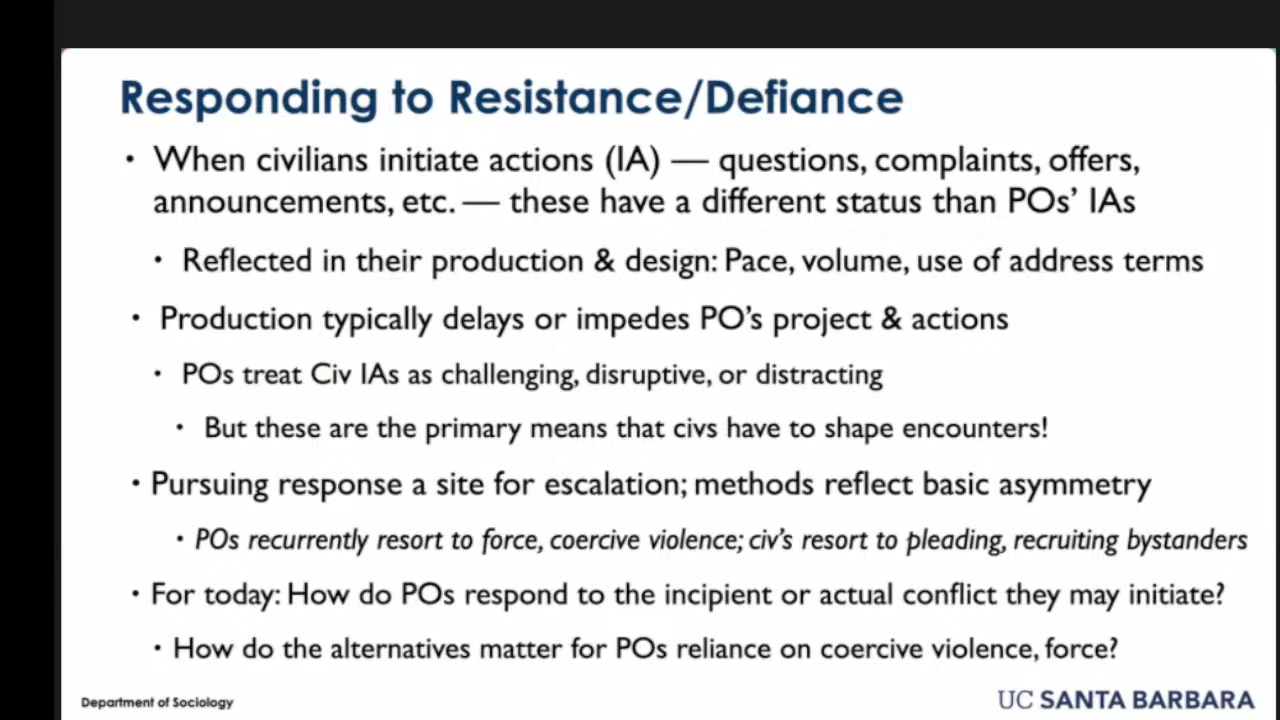 Responding to Resistance/Defiance
• When civilians initiate actions (IA) — questions, complaints, offers,
announcements, etc. — these have a different status than POs' IAs
• Reflected in their production & design: Pace, volume, use of address terms
• Production typically delays or impedes PO's project & actions
• POs treat Civ IAs as challenging, disruptive, or distracting
• But these are the primary means that civs have to shape encounters!
• Pursuing response a site for escalation; methods reflect basic asymmetry
• POs recurrently resort to force, coercive violence; civ's resort to pleading, recruiting bystanders
• For today: How do POs respond to the incipient or actual conflict they may initiate?
• How do the alternatives matter for POs reliance on coercive violence, force?
Department of Sociology
UC SANTA BARBARA